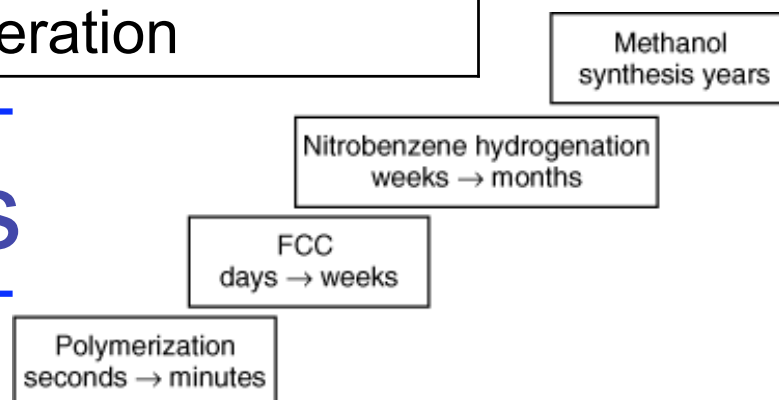 eration
Methanol
synthesis years
Nitrobenzene hydrogenation
weeks → months
s
FCC
days → weeks
Polymerization
seconds → minutes